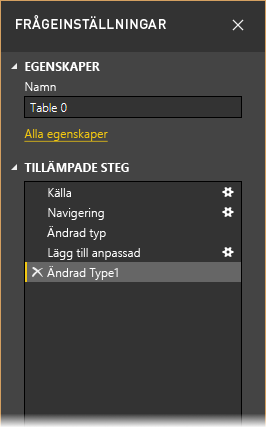 FRÅGEINSTÄLLNINGAR
EGENSKAPER
Namn
Table 0
Alla egenskaper
TILLÄMPADE STEG
Källa
Navigering
Ändrad typ
Lägg till anpassad
Ändrad Type1